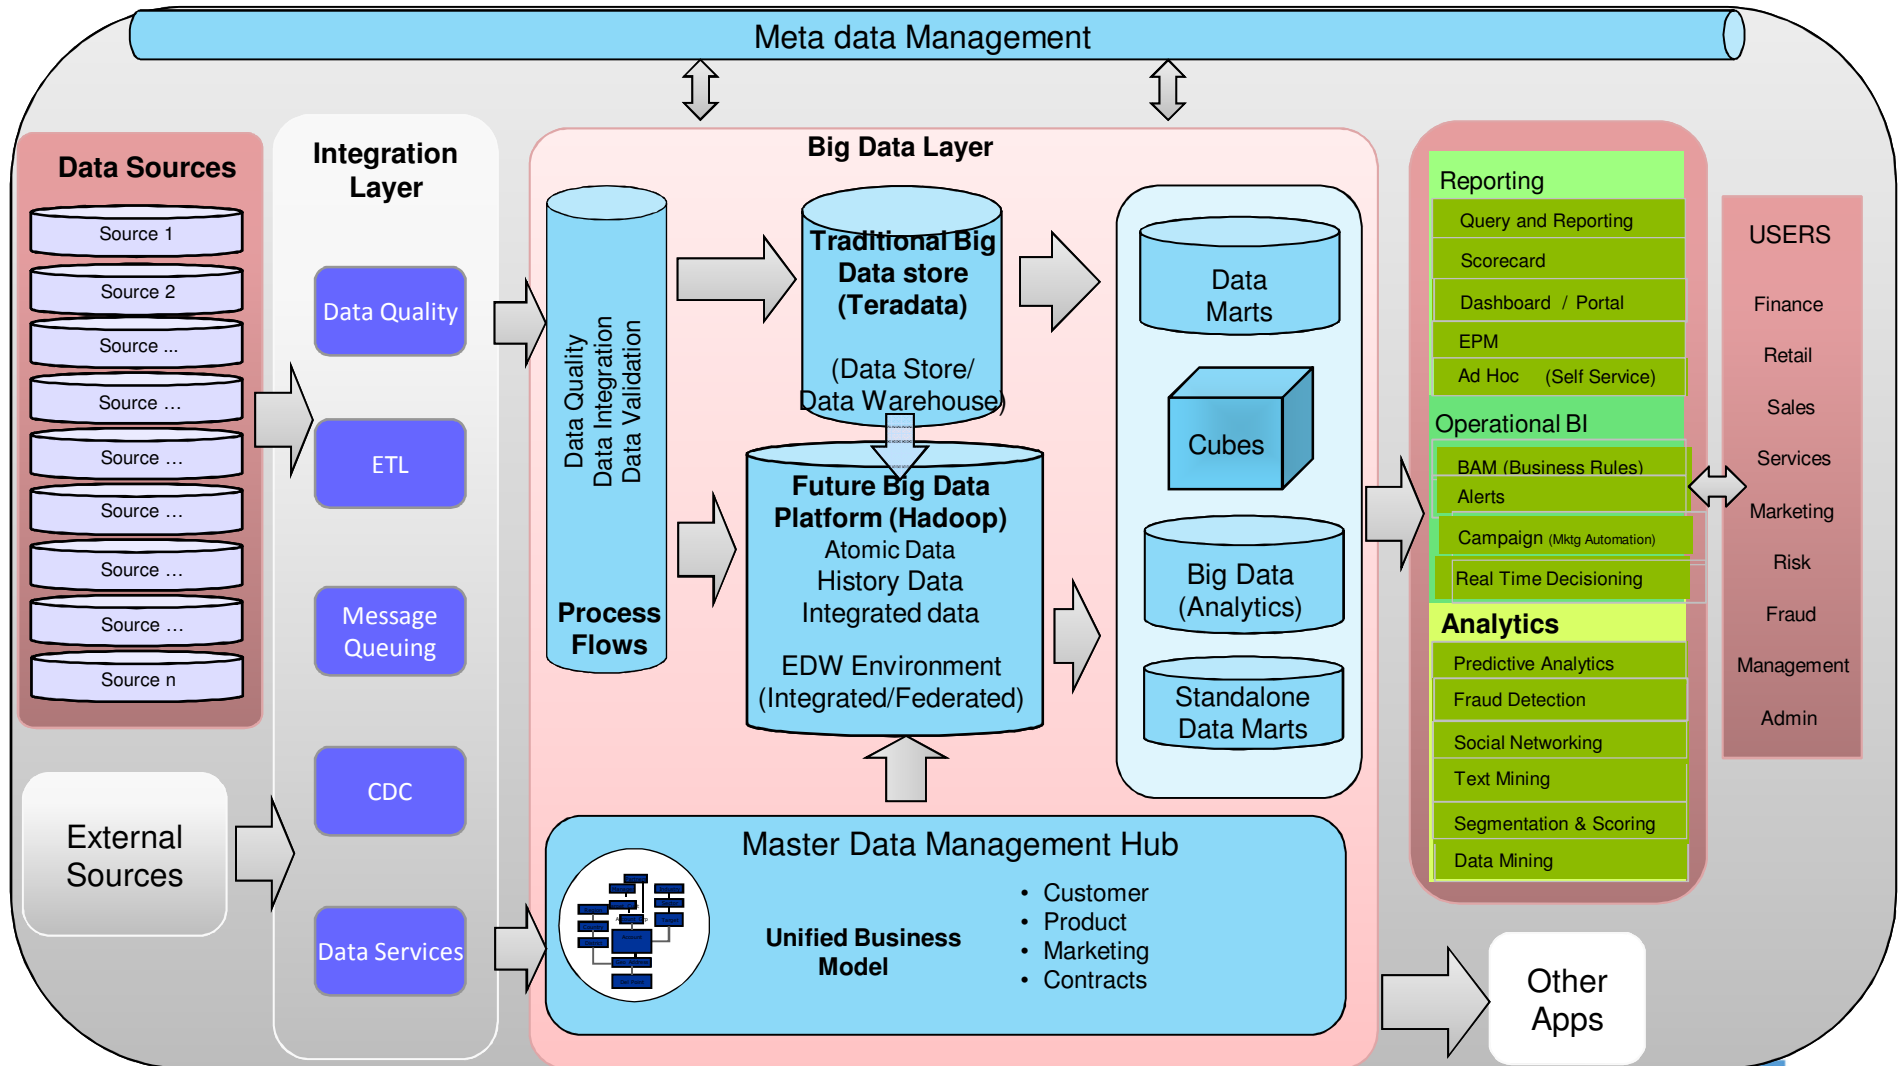 Meta data Management
Data Sources
Source 1
Source 2
Source ...
Source ...
Source ...
Source ...
Source ...
Source ...
Source n
External
Sources
Integration
Layer
Data Quality
ETL
Message
Queuing
CDC
Data Services
Big Data Layer
Data Quality
Data Integration
Data Validation
Process
Flows
Traditional Big
Data store
(Teradata)
(Data Store/
Data Warehouse)
Future Big Data
Platform (Hadoop)
Atomic Data
History Data
Integrated data
EDW Environment
(Integrated/Federated)
Data
Marts
Cubes
Big Data
(Analytics)
Standalone
Data Marts
Master Data Management Hub
Unified Business
Model
• Customer
• Product
• Marketing
• Contracts
Reporting
Query and Reporting
Scorecard
Dashboard / Portal
EPM
Ad Hoc (Self Service)
Operational BI
BAM (Business Rules)
Alerts
Campaign (Mktg Automation)
Real Time Decisioning
Analytics
Predictive Analytics
Fraud Detection
Social Networking
Text Mining
Segmentation & Scoring
Data Mining
USERS
Finance
Retail
Sales
Services
Marketing
Risk
Fraud
Management
Admin
Other
Apps